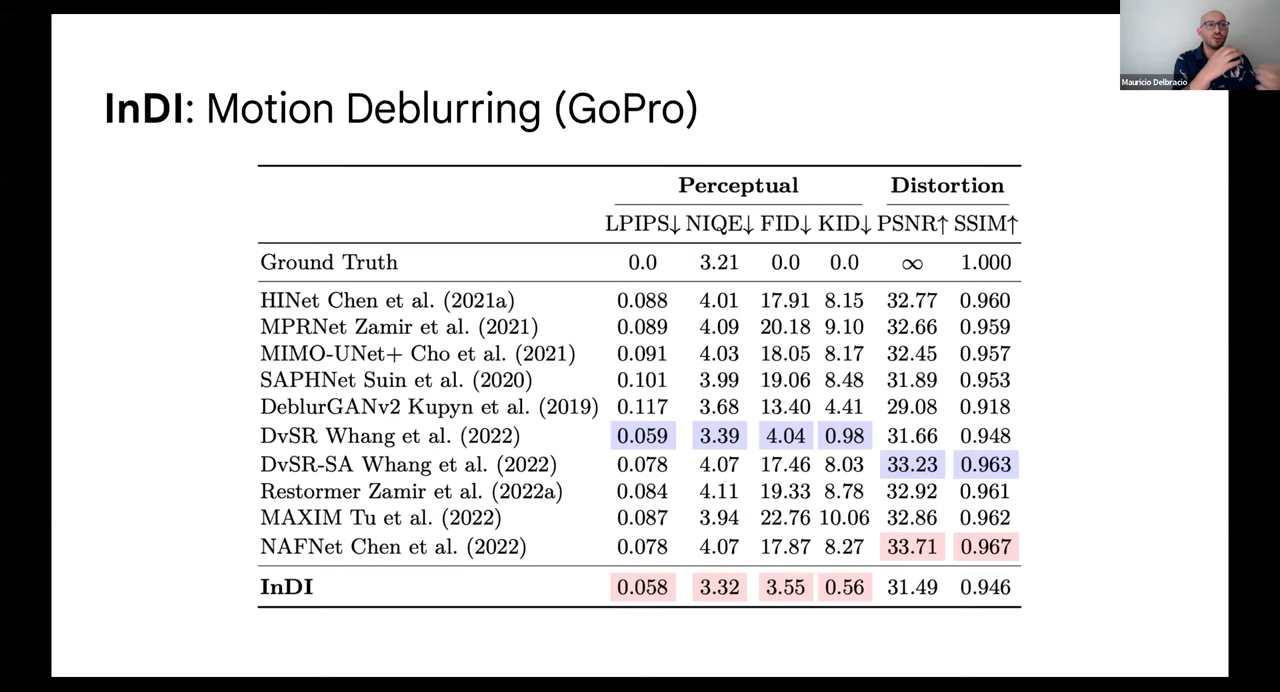 Mauricio Delbracio
InDI: Motion Deblurring (GoPro)
Perceptual Distortion
LPIPS↓ NIQE↓ FID↓ KID↓ PSNR↑ SSIM↑
Ground Truth 0.0 3.21 0.0 0.0 ∞ 1.000
HINet Chen et al. (2021a) 0.088 4.01 17.91 8.15 32.77 0.960
MPRNet Zamir et al. (2021) 0.089 4.09 20.18 9.10 32.66 0.959
MIMO-UNet+ Cho et al. (2021) 0.091 4.03 18.05 8.17 32.45 0.957
SAPHNet Suin et al. (2020) 0.101 3.99 19.06 8.48 31.89 0.953
DeblurGANv2 Kupyn et al. (2019) 0.117 3.68 13.40 4.41 29.08 0.918
DvSR Whang et al. (2022) 0.059 3.39 4.04 0.98 31.66 0.948
DvSR-SA Whang et al. (2022) 0.078 4.07 17.46 8.03 33.23 0.963
Restormer Zamir et al. (2022a) 0.084 4.11 19.33 8.78 32.92 0.961
MAXIM Tu et al. (2022) 0.087 3.94 22.76 10.06 32.86 0.962
NAFNet Chen et al. (2022) 0.078 4.07 17.87 8.27 33.71 0.967
InDI 0.058 3.32 3.55 0.56 31.49 0.946